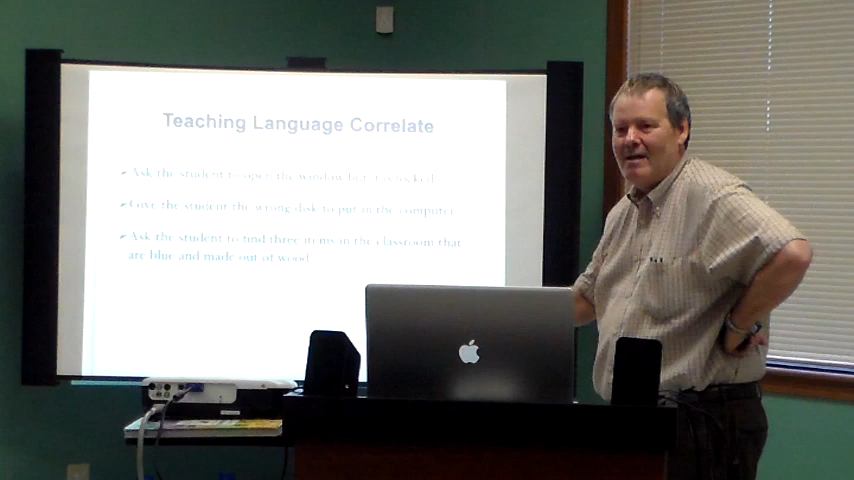 Teaching Language Correlate
✔Ask the student to open the window but it is locked
✔Give the student the wrong disk to put in the computer
✔Ask the student to find three items in the classroom that
are blue and made out of wood